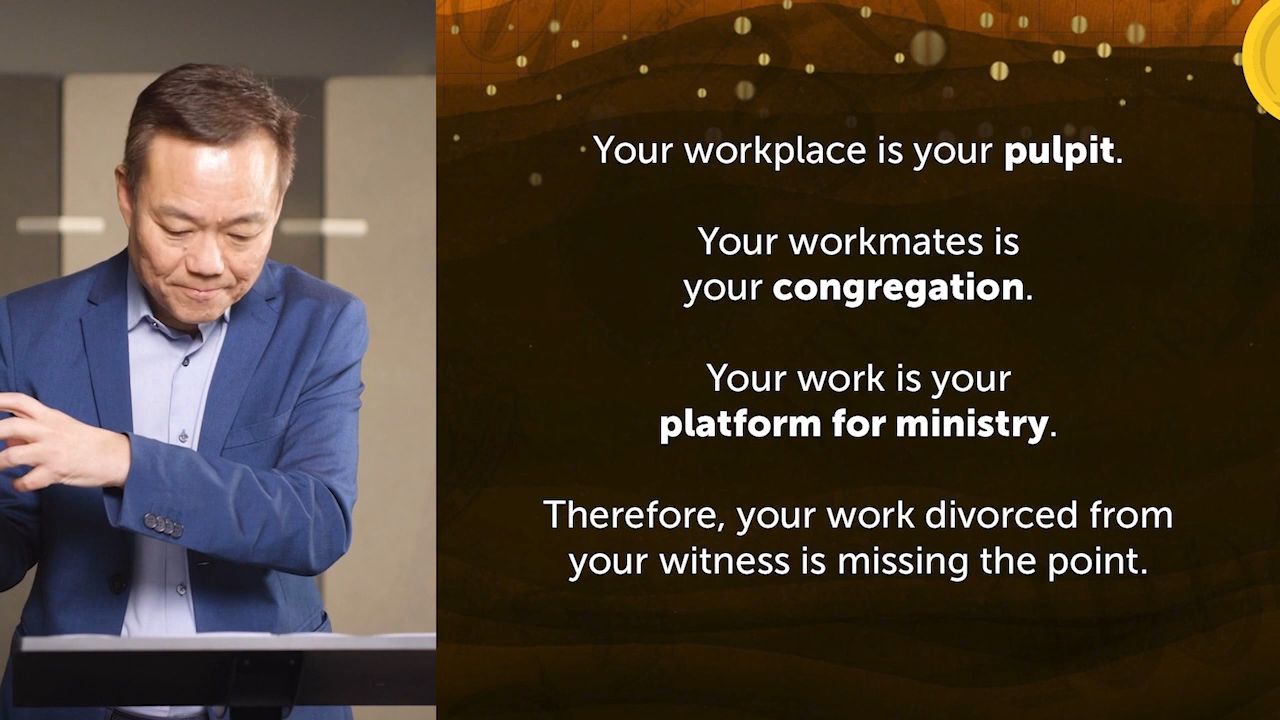 Your workplace is your pulpit.
Your workmates is
your congregation.
Your work is your
platform for ministry.
Therefore, your work divorced from
your witness is missing the point.